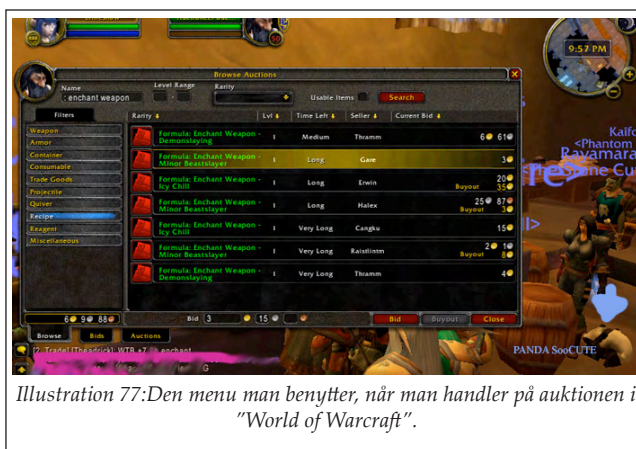 9:57 PM
Browse Auctions
Name
Level Range
Rarity
: enchant weapon
-
Usable Items
Search
Filters
Rarity
Lvl
Time Left
Seller
Current Bid
Weapon
Armor
Container
Consumable
Trade Goods
Projectile
Quiver
Recipe
Reagent
Miscellaneous
Formula: Enchant Weapon -
Demonslaying
1 Medium Thramm 6 61
Formula: Enchant Weapon -
Minor Beastslayer
1 Long Gare 3
Formula: Enchant Weapon -
Icy Chill
1 Long Erwin 20
Buyout 35
Formula: Enchant Weapon -
Minor Beastslayer
1 Long Halex 25 87
Buyout 3
Formula: Enchant Weapon -
Icy Chill
1 Very Long Cangku 15
Formula: Enchant Weapon -
Minor Beastslayer
1 Very Long Raistlintm 2 1
Buyout 8
Formula: Enchant Weapon -
Demonslaying
1 Very Long Thramm 4
6 9 88
Bid 3 15
Bid
Buyout
Close
Browse
Bids
Auctions
[2. Trade] [Theadrick]: WTB +7 enchant
Kaifo
<Phantom
Rayamara
PANDA SooCUTE
Illustration 77:Den menu man benytter, når man handler på auktionen i
”World of Warcraft”.